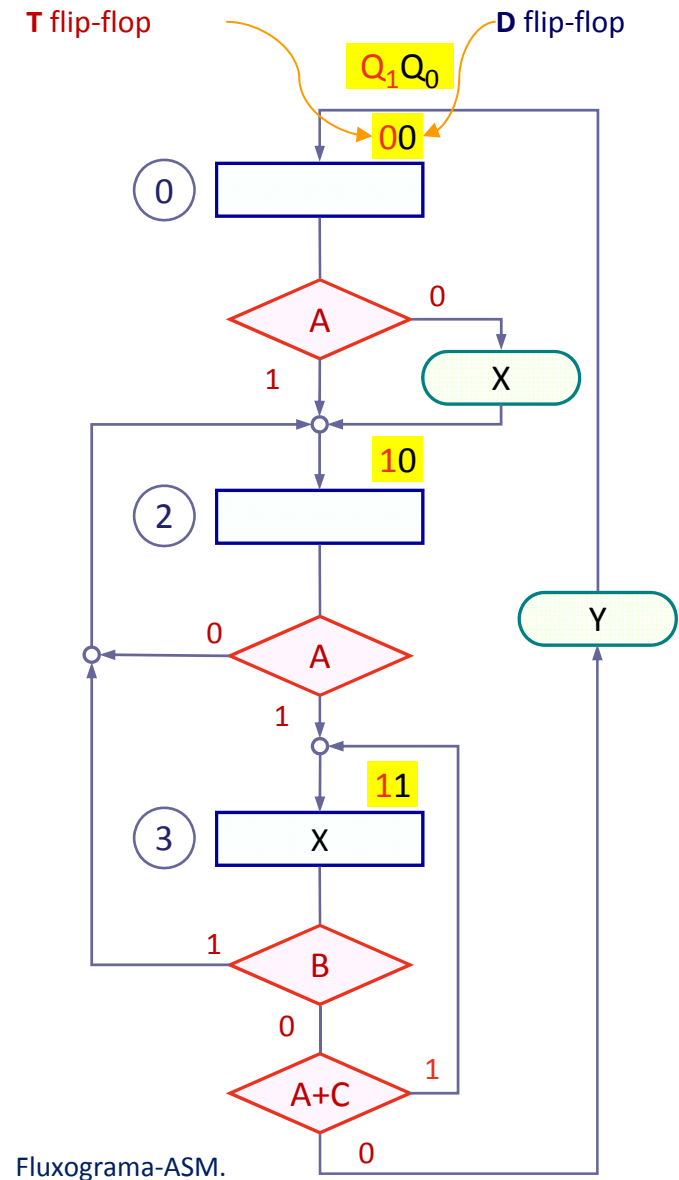 T flip-flop
D flip-flop
Q₁Q₀
00
0
A
0
1
X
10
2
Y
0
A
1
11
3
X
1
B
0
A+C
1
0
Fluxograma-ASM.